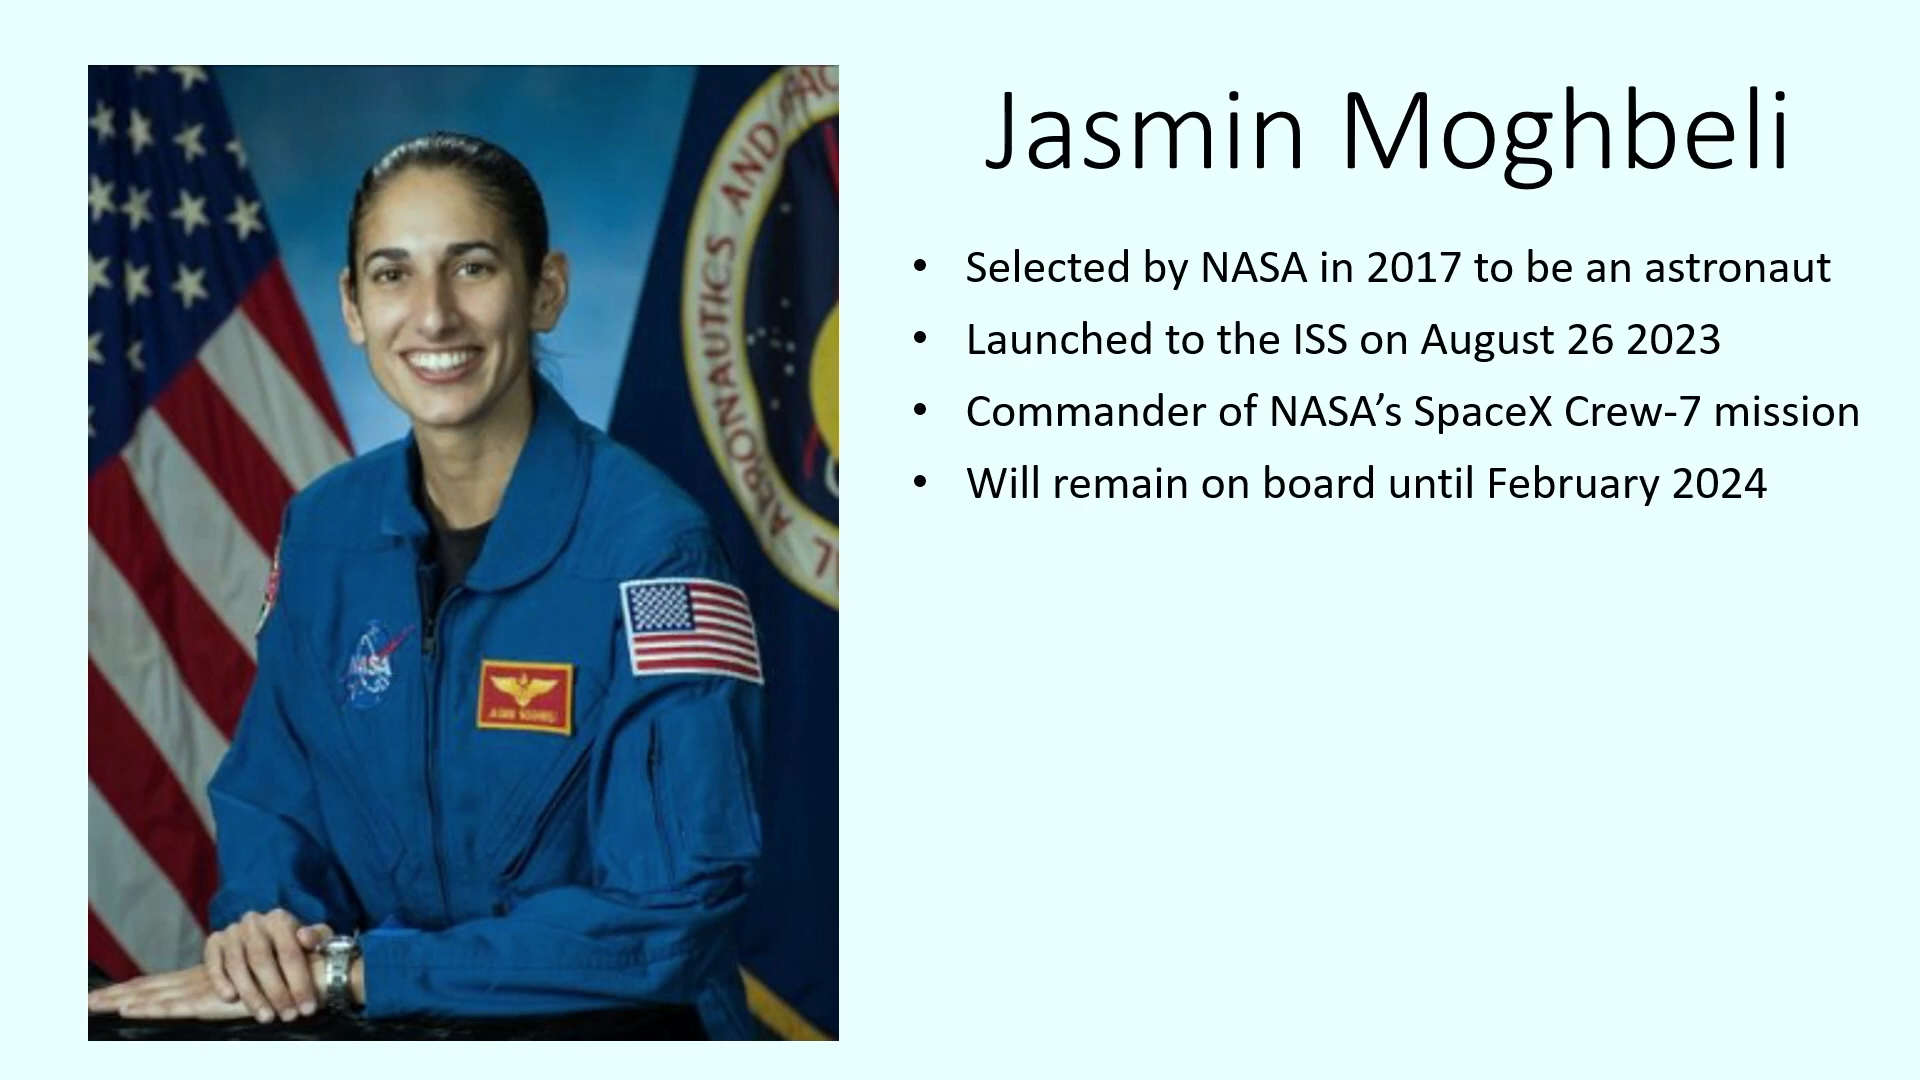 Jasmin Moghbeli
• Selected by NASA in 2017 to be an astronaut
• Launched to the ISS on August 26 2023
• Commander of NASA’s SpaceX Crew-7 mission
• Will remain on board until February 2024
AERONAUTICS AND
NASA